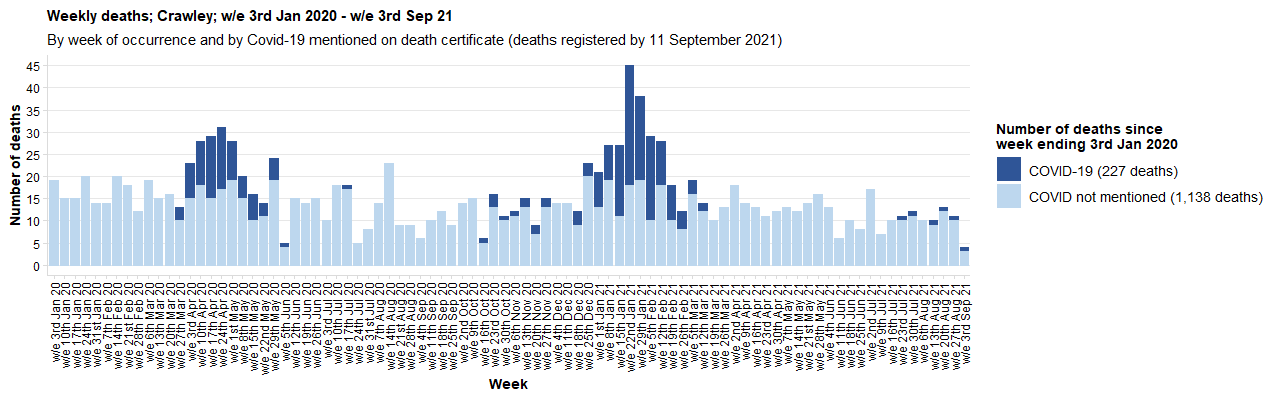 Weekly deaths; Crawley; w/e 3rd Jan 2020 - w/e 3rd Sep 21
By week of occurrence and by Covid-19 mentioned on death certificate (deaths registered by 11 September 2021)
Number of deaths
45
40
35
30
25
20
15
10
5
0
w/e 3rd Jan 20
w/e 10th Jan 20
w/e 17th Jan 20
w/e 24th Jan 20
w/e 31st Jan 20
w/e 7th Feb 20
w/e 14th Feb 20
w/e 21st Feb 20
w/e 28th Feb 20
w/e 6th Mar 20
w/e 13th Mar 20
w/e 20th Mar 20
w/e 27th Mar 20
w/e 3rd Apr 20
w/e 10th Apr 20
w/e 17th Apr 20
w/e 24th Apr 20
w/e 1st May 20
w/e 8th May 20
w/e 15th May 20
w/e 22nd May 20
w/e 29th May 20
w/e 5th Jun 20
w/e 12th Jun 20
w/e 19th Jun 20
w/e 26th Jun 20
w/e 3rd Jul 20
w/e 10th Jul 20
w/e 17th Jul 20
w/e 24th Jul 20
w/e 31st Jul 20
w/e 7th Aug 20
w/e 14th Aug 20
w/e 21st Aug 20
w/e 28th Aug 20
w/e 4th Sep 20
w/e 11th Sep 20
w/e 18th Sep 20
w/e 25th Sep 20
w/e 2nd Oct 20
w/e 9th Oct 20
w/e 16th Oct 20
w/e 23rd Oct 20
w/e 30th Oct 20
w/e 6th Nov 20
w/e 13th Nov 20
w/e 20th Nov 20
w/e 27th Nov 20
w/e 4th Dec 20
w/e 11th Dec 20
w/e 18th Dec 20
w/e 25th Dec 20
w/e 1st Jan 21
w/e 8th Jan 21
w/e 15th Jan 21
w/e 22nd Jan 21
w/e 29th Jan 21
w/e 5th Feb 21
w/e 12th Feb 21
w/e 19th Feb 21
w/e 26th Feb 21
w/e 5th Mar 21
w/e 12th Mar 21
w/e 19th Mar 21
w/e 26th Mar 21
w/e 2nd Apr 21
w/e 9th Apr 21
w/e 16th Apr 21
w/e 23rd Apr 21
w/e 30th Apr 21
w/e 7th May 21
w/e 14th May 21
w/e 21st May 21
w/e 28th May 21
w/e 4th Jun 21
w/e 11th Jun 21
w/e 18th Jun 21
w/e 25th Jun 21
w/e 2nd Jul 21
w/e 9th Jul 21
w/e 16th Jul 21
w/e 23rd Jul 21
w/e 30th Jul 21
w/e 6th Aug 21
w/e 13th Aug 21
w/e 20th Aug 21
w/e 27th Aug 21
w/e 3rd Sep 21
Week
Number of deaths since
week ending 3rd Jan 2020
COVID-19 (227 deaths)
COVID not mentioned (1,138 deaths)